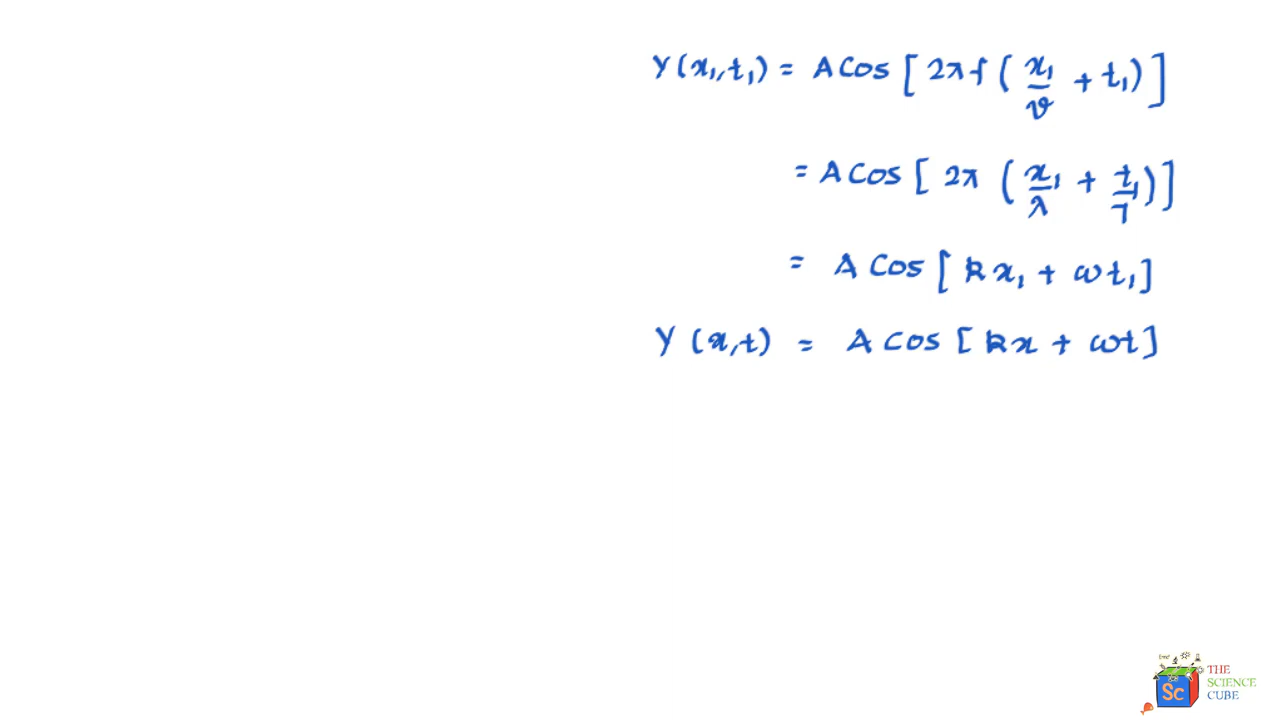 Y(x₁,t₁) = A Cos [2πf(x₁/v + t₁)]
= A Cos [2π (x₁/λ + t₁/T)]
= A Cos [kx₁ + ωt₁]
Y(x,t) = A Cos [kx + ωt]
Sc
THE
SCIENCE
CUBE